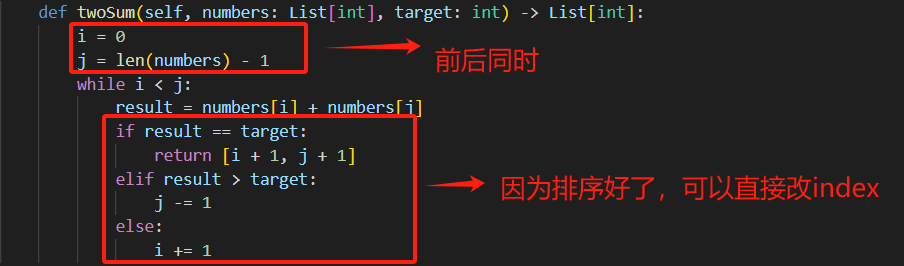 def twoSum(self, numbers: List[int], target: int) -> List[int]:
i = 0
j = len(numbers) - 1
前后同时
while i < j:
result = numbers[i] + numbers[j]
if result == target:
return [i + 1, j + 1]
elif result > target:
因为排序好了，可以直接改index
j -= 1
else:
i += 1